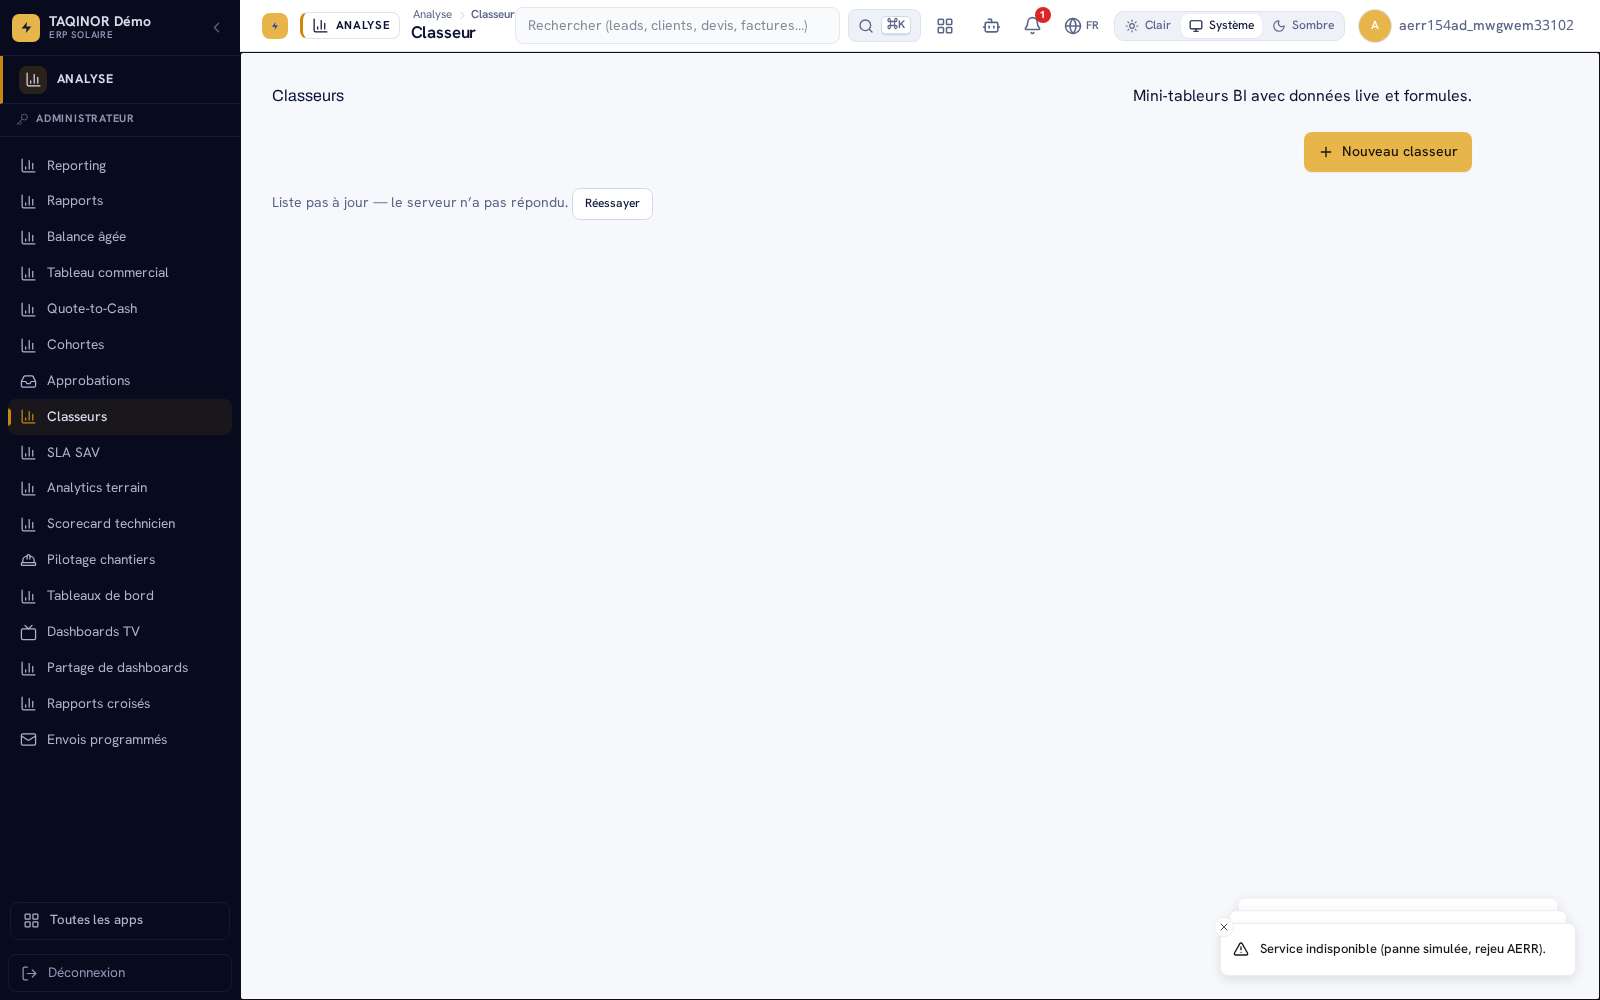 TAQINOR Démo
ERP SOLAIRE
ANALYSE
ADMINISTRATEUR
Reporting
Rapports
Balance âgée
Tableau commercial
Quote-to-Cash
Cohortes
Approbations
Classeurs
SLA SAV
Analytics terrain
Scorecard technicien
Pilotage chantiers
Tableaux de bord
Dashboards TV
Partage de dashboards
Rapports croisés
Envois programmés
Toutes les apps
Déconnexion
ANALYSE
Analyse > Classeur
Classeur
Rechercher (leads, clients, devis, factures...)
⌘K
1
FR
Clair
Système
Sombre
A
aerr154ad_mwgwem33102
Classeurs
Mini-tableurs BI avec données live et formules.
+ Nouveau classeur
Liste pas à jour — le serveur n’a pas répondu. Réessayer
Service indisponible (panne simulée, rejeu AERR).